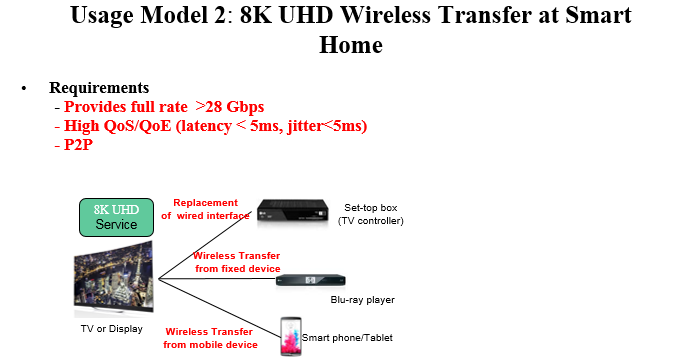 Usage Model 2: 8K UHD Wireless Transfer at Smart
Home
• Requirements
- Provides full rate >28 Gbps
- High QoS/QoE (latency < 5ms, jitter<5ms)
- P2P
8K UHD
Service
Replacement
of wired interface
Set-top box
(TV controller)
Wireless Transfer
from fixed device
Blu-ray player
TV or Display
Wireless Transfer
from mobile device
Smart phone/Tablet